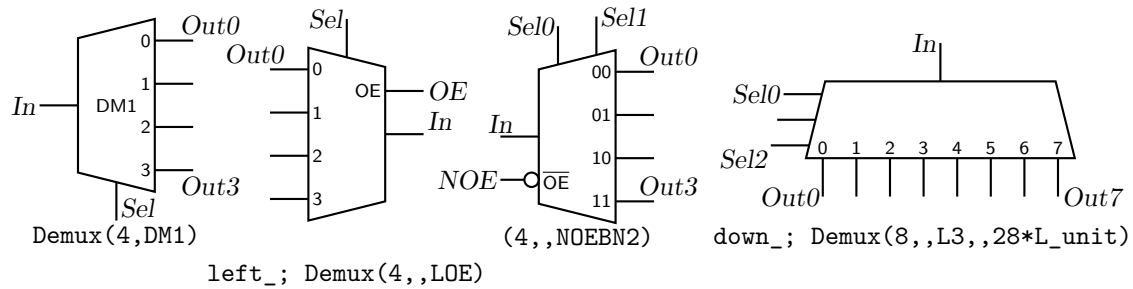 Out0
0
1
In
DM1
2
3
Out3
Sel
Demux(4,DM1)
Sel
Out0
0
OE
OE
1
In
2
3
left_; Demux(4,,LOE)
Sel0
Sel1
00
Out0
01
In
10
NOE
OE
11
Out3
(4,,NOEBN2)
In
Sel0
Sel2
0 1 2 3 4 5 6 7
Out0
Out7
down_; Demux(8,,L3,,28*L_unit)